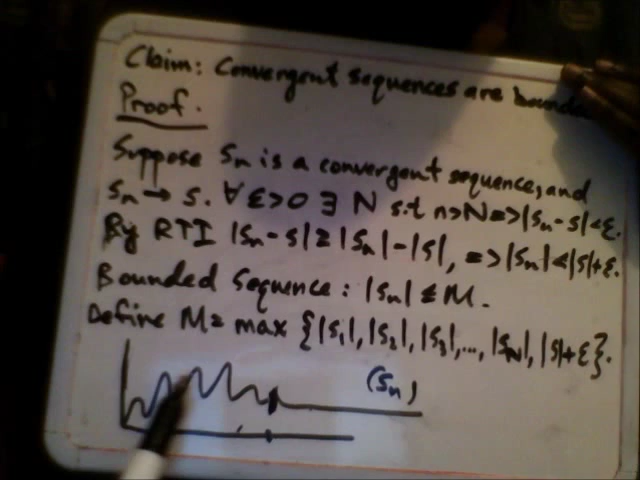 Claim: Convergent sequences are bounde
Proof.
Suppose Sn is a convergent sequence, and
Sn → S. ∀ ε>0 ∃ N s.t n>N=>|Sn-S|<ε.
By RTI |Sn-S|≥|Sn|-|S|, =>|Sn|<|S|+ε.
Bounded Sequence: |Sn| ≤ M.
Define M= max {|S1|,|S2|,|S3|,...,|SN|,|S|+ε}.
(Sn)